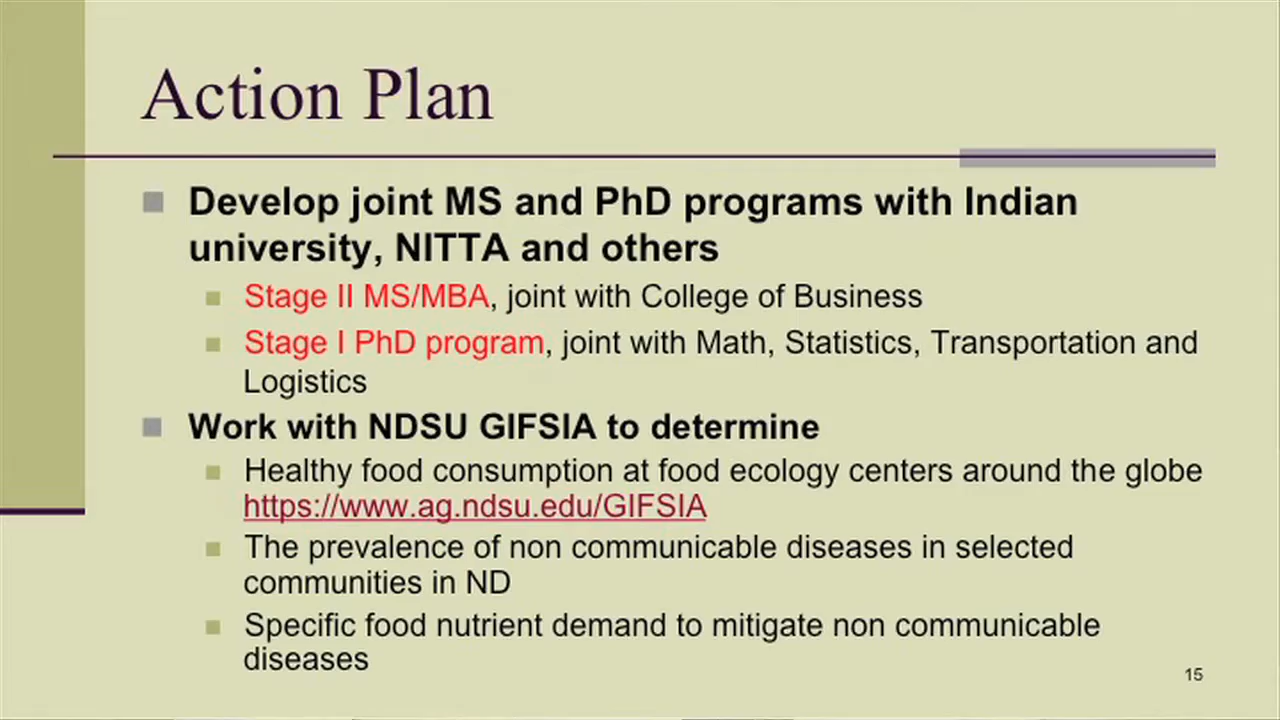 Action Plan
Develop joint MS and PhD programs with Indian
university, NITTA and others
Stage II MS/MBA, joint with College of Business
Stage I PhD program, joint with Math, Statistics, Transportation and
Logistics
Work with NDSU GIFSIA to determine
Healthy food consumption at food ecology centers around the globe
https://www.ag.ndsu.edu/GIFSIA
The prevalence of non communicable diseases in selected
communities in ND
Specific food nutrient demand to mitigate non communicable
diseases
15